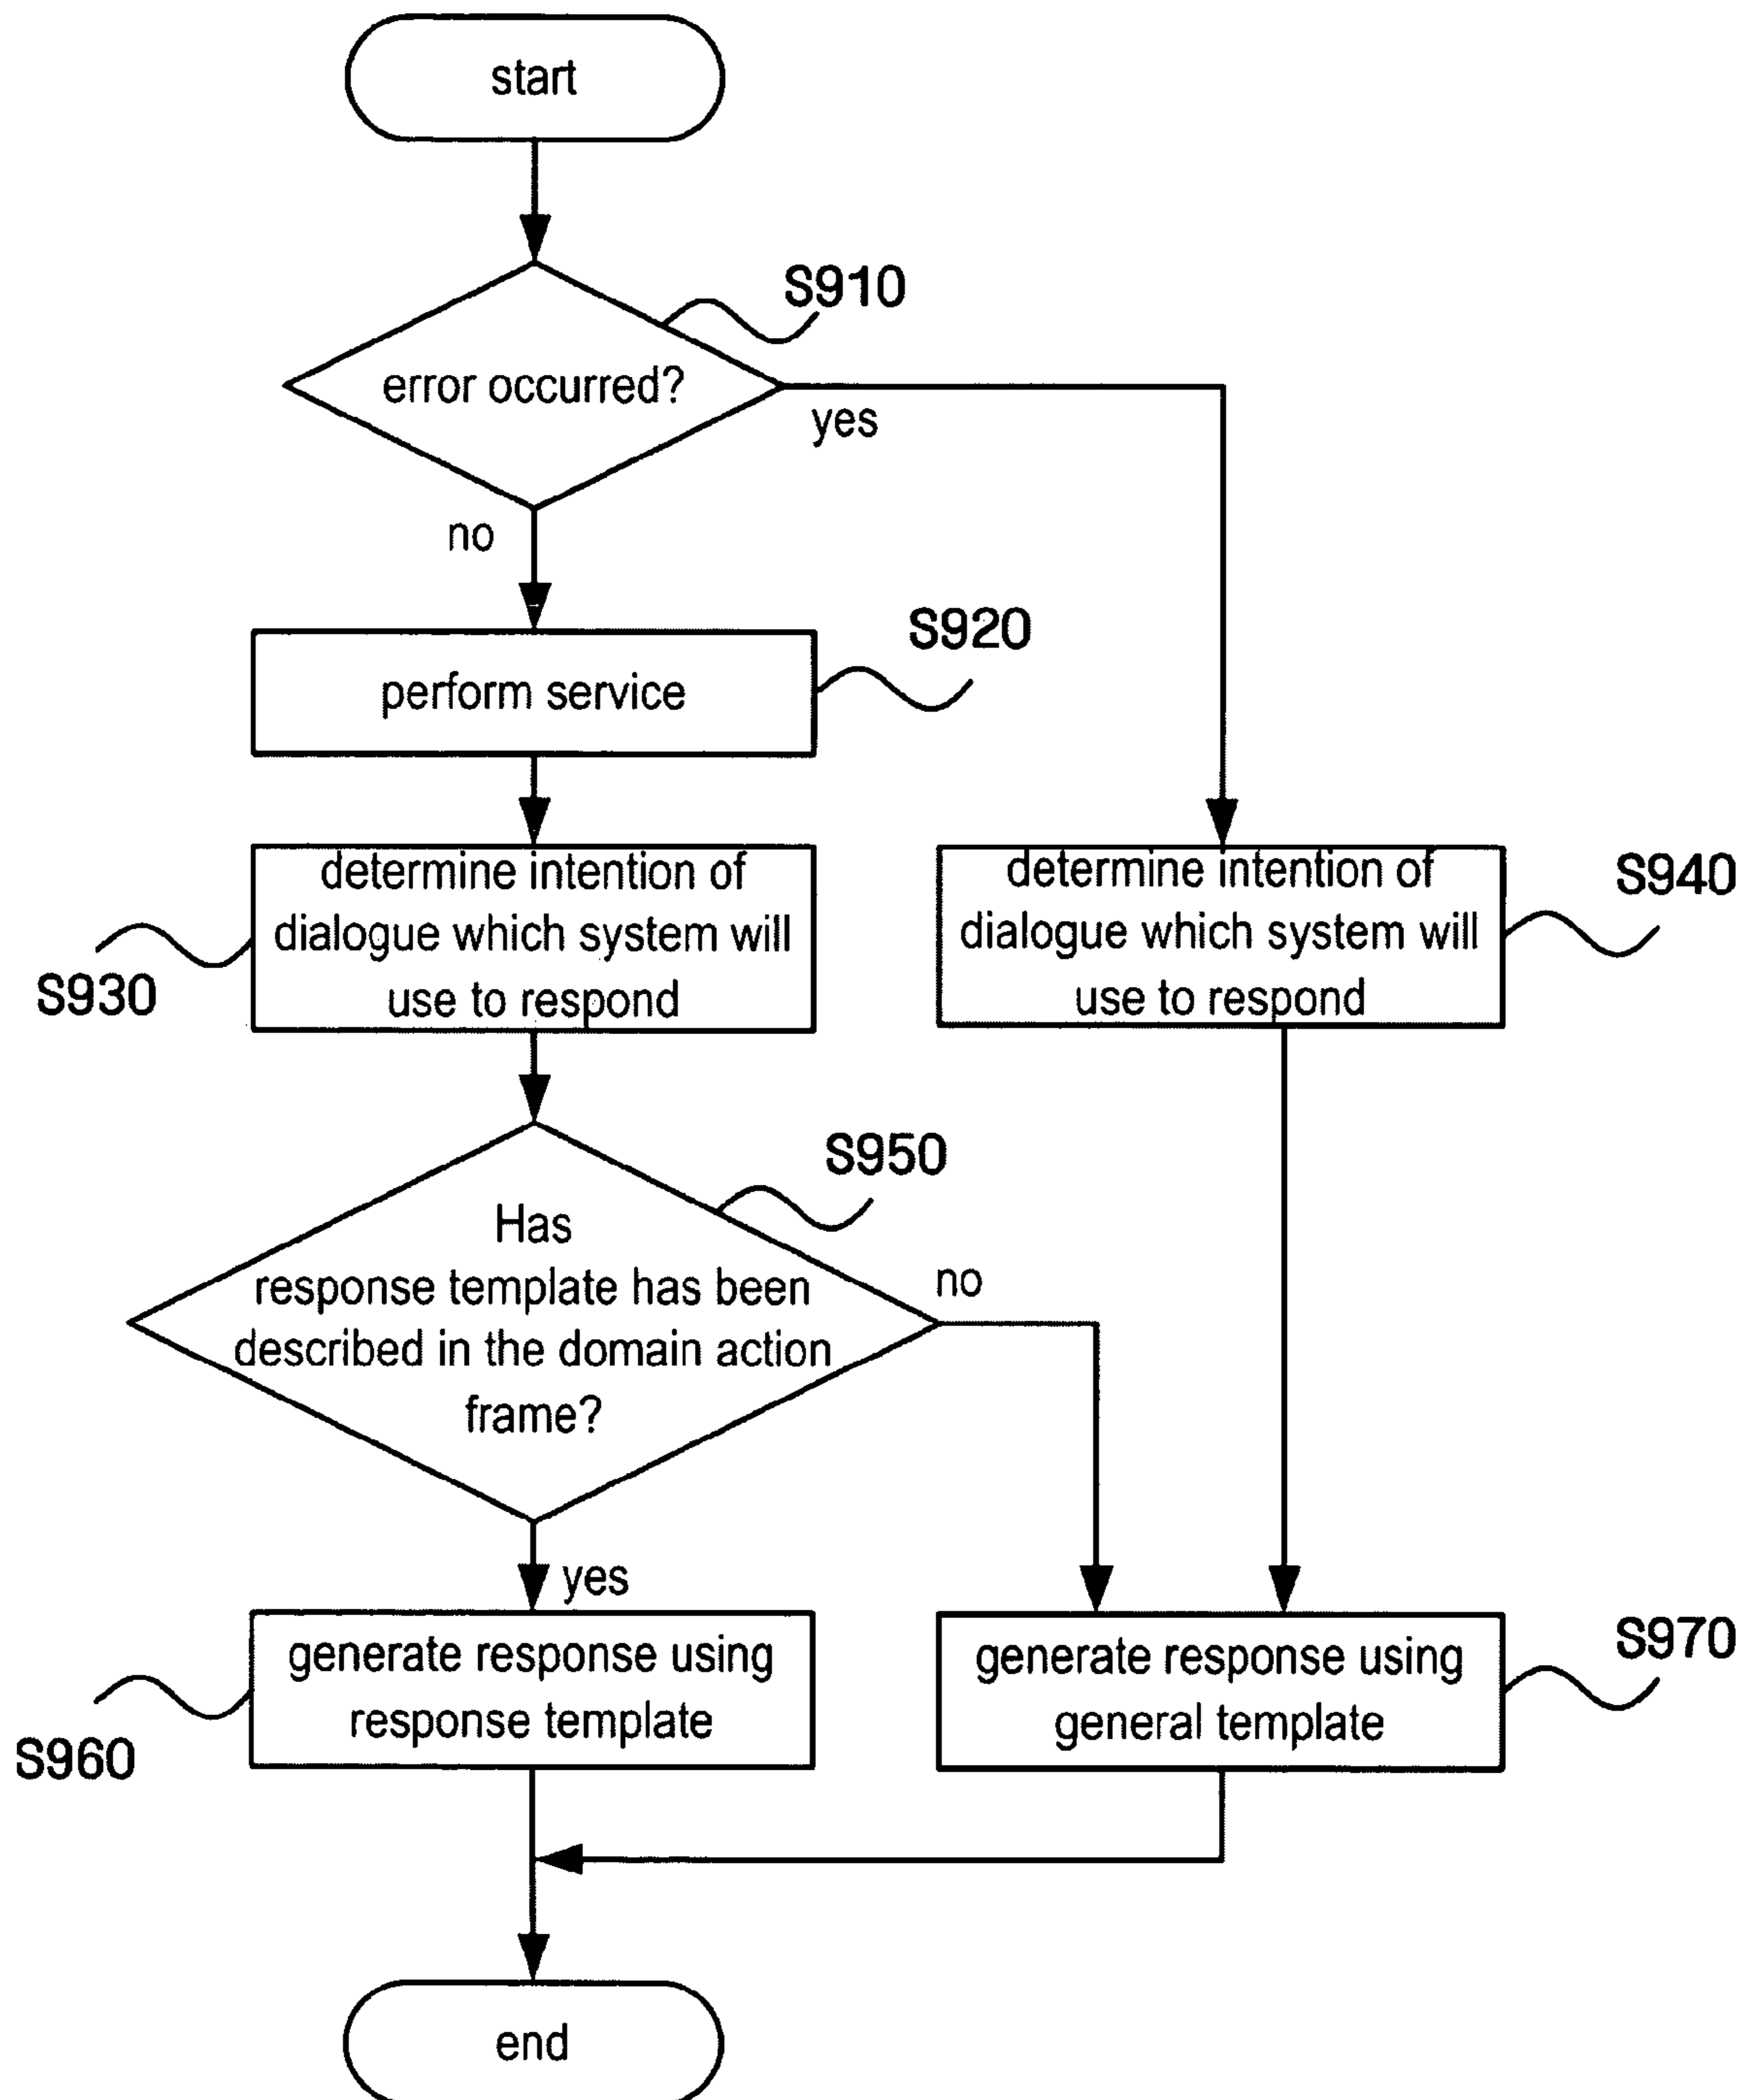 start
S910
error occurred?
yes
no
S920
perform service
determine intention of
dialogue which system will
use to respond
S930
determine intention of
dialogue which system will
use to respond
S940
S950
Has
response template has been
described in the domain action
frame?
no
yes
generate response using
response template
S960
generate response using
general template
S970
end